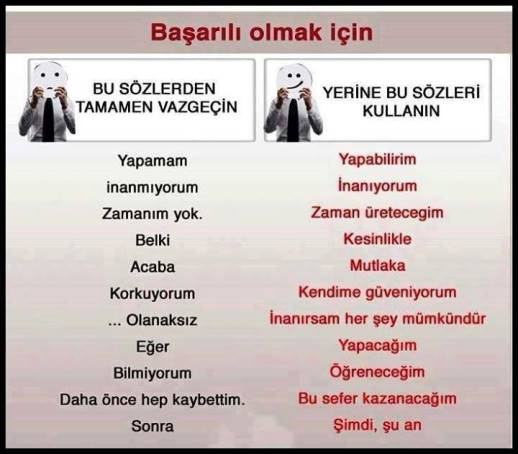 Başarılı olmak için
BU SÖZLERDEN
TAMAMEN VAZGEÇİN
YERİNE BU SÖZLERİ
KULLANIN
Yapamam
Yapabilirim
inanmıyorum
İnanıyorum
Zamanım yok.
Zaman üretecegim
Belki
Kesinlikle
Acaba
Mutlaka
Korkuyorum
Kendime güveniyorum
... Olanaksız
İnanırsam her şey mümkündür
Eğer
Yapacağım
Bilmiyorum
Öğreneceğim
Daha önce hep kaybettim.
Bu sefer kazanacağım
Sonra
Şimdi, şu an